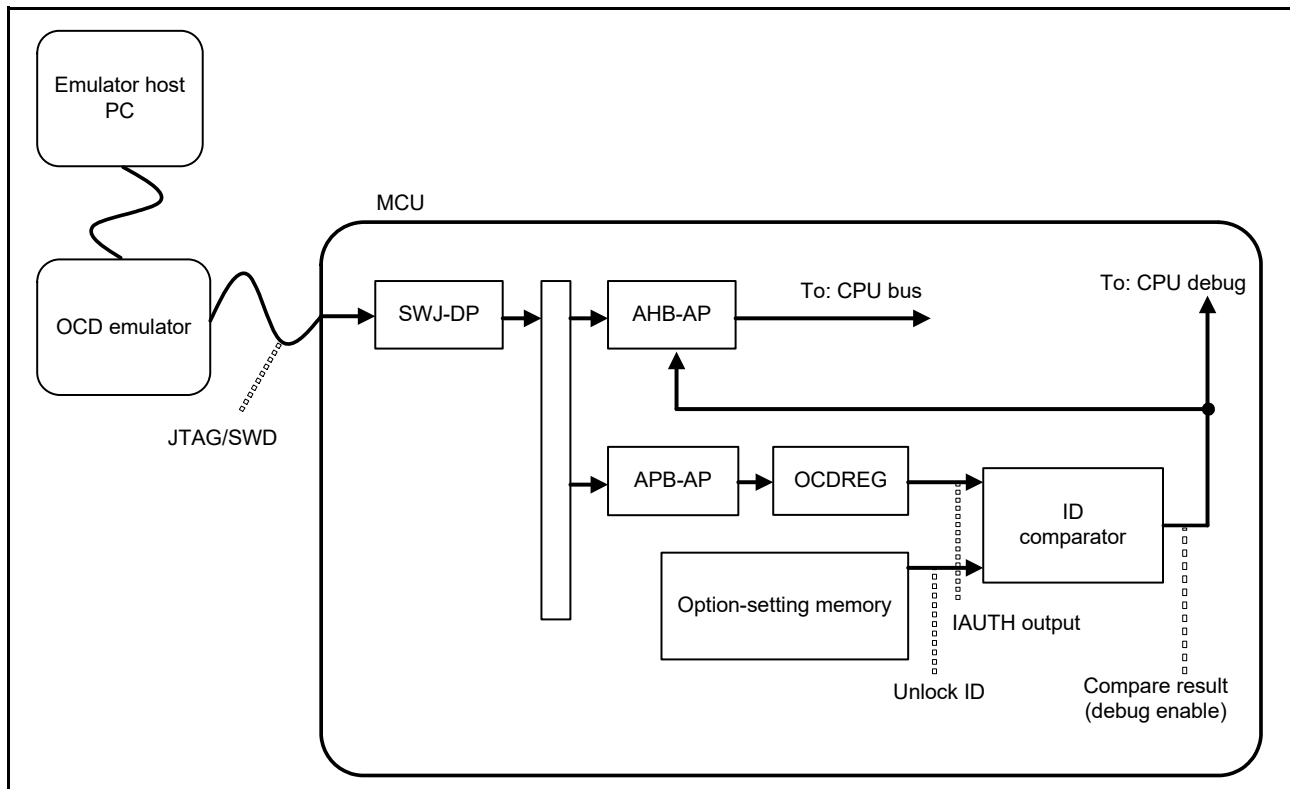 Emulator host
PC
MCU
OCD emulator
SWJ-DP
AHB-AP
To: CPU bus
To: CPU debug
JTAG/SWD
APB-AP
OCDREG
ID
comparator
Option-setting memory
IAUTH output
Unlock ID
Compare result
(debug enable)